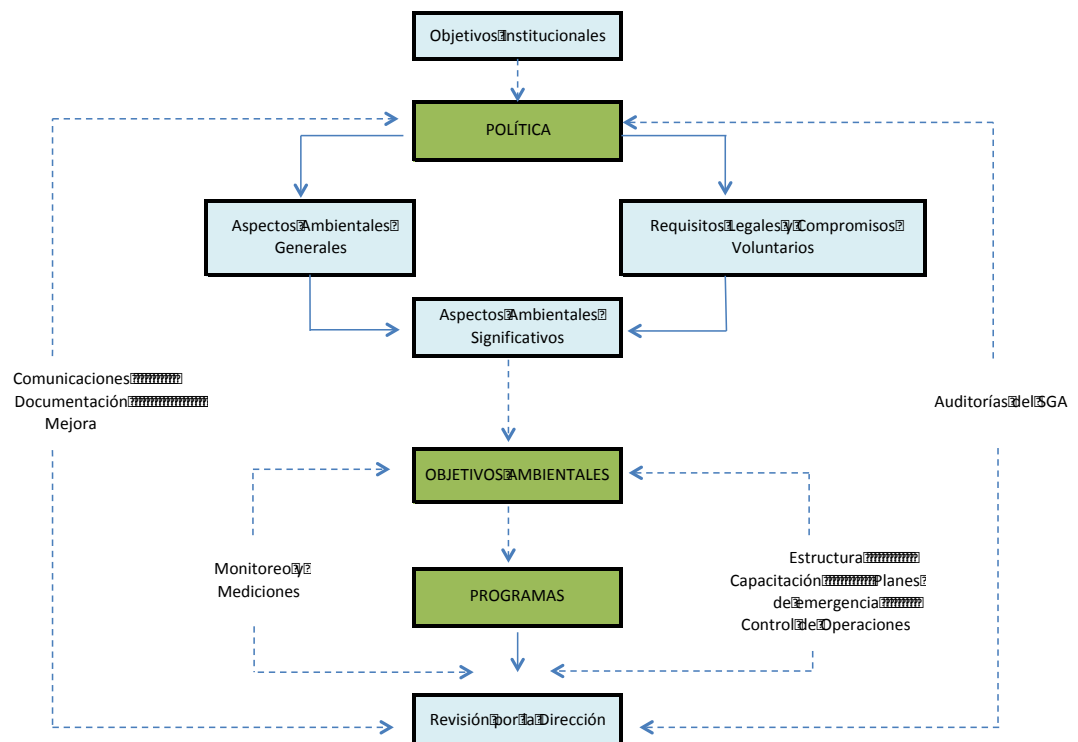 Objetivos Institucionales
POLÍTICA
Aspectos Ambientales
Generales
Requisitos Legales y Compromisos
Voluntarios
Aspectos Ambientales
Significativos
Comunicaciones
Documentación
Mejora
Auditorías del SGA
OBJETIVOS AMBIENTALES
Monitoreo y
Mediciones
Estructura
Capacitación Planes
de emergencia
Control de Operaciones
PROGRAMAS
Revisión por la Dirección